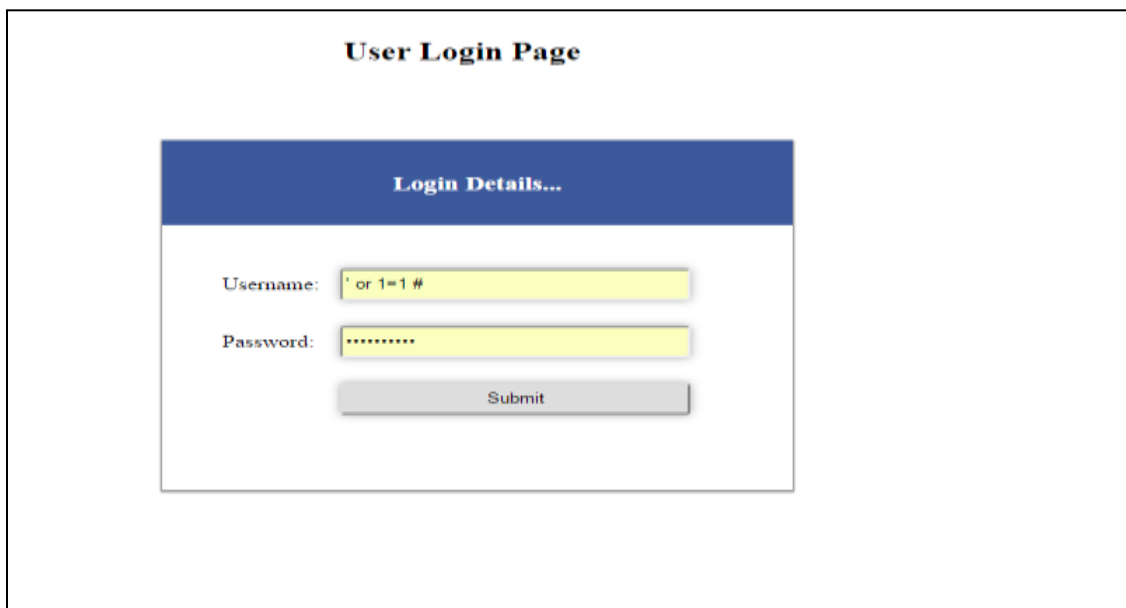 User Login Page
Login Details...
Username: ' or 1=1 #
Password: ••••••••••
Submit